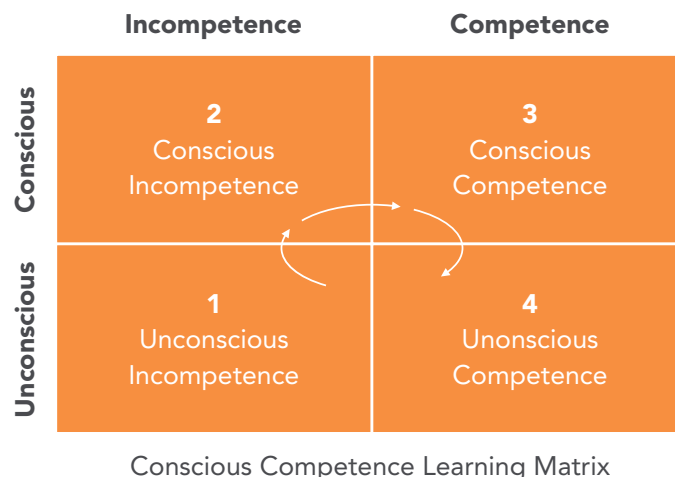 Incompetence
Competence
Conscious
2
Conscious
Incompetence
3
Conscious
Competence
Unconscious
1
Unconscious
Incompetence
4
Unonscious
Competence
Conscious Competence Learning Matrix